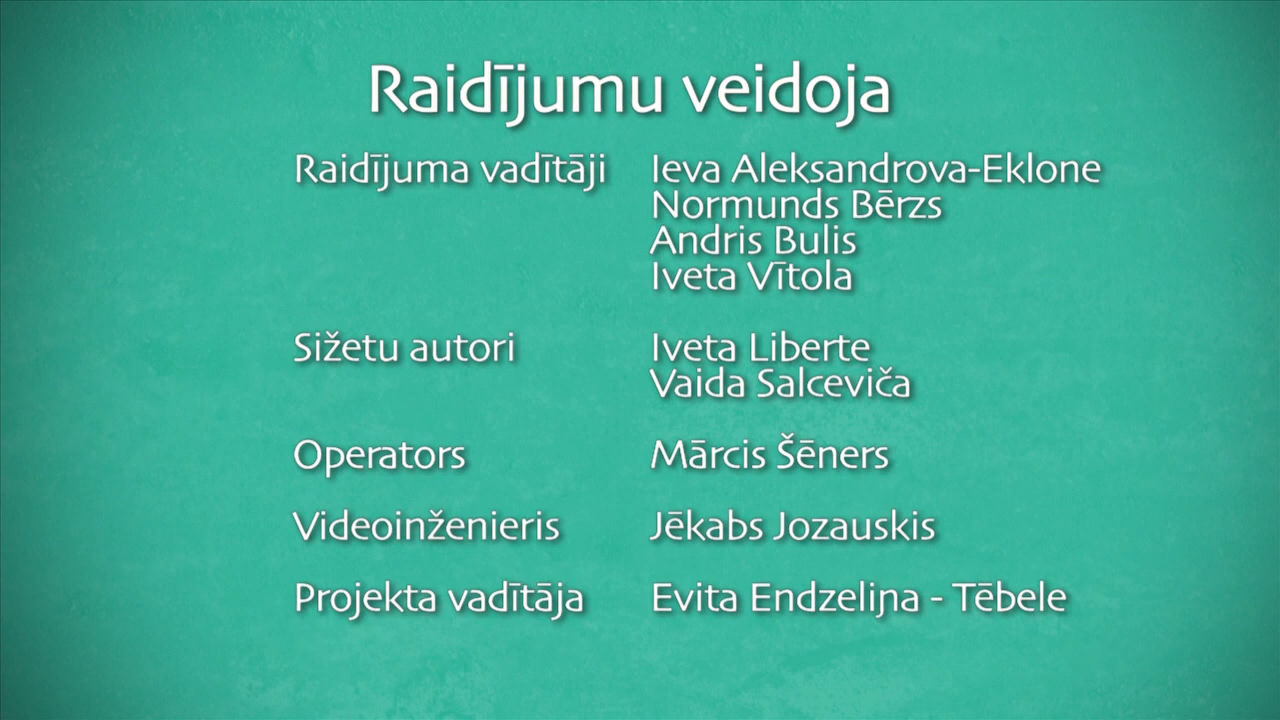 Raidījumu veidoja
Raidījuma vadītāji Ieva Aleksandrova-Eklone
Normunds Bērzs
Andris Bulis
Iveta Vītola
Sižetu autori Iveta Liberte
Vaida Salceviča
Operators Mārcis Šēners
Videoinženieris Jēkabs Jozauskis
Projekta vadītāja Evita Endzeliņa - Tēbele